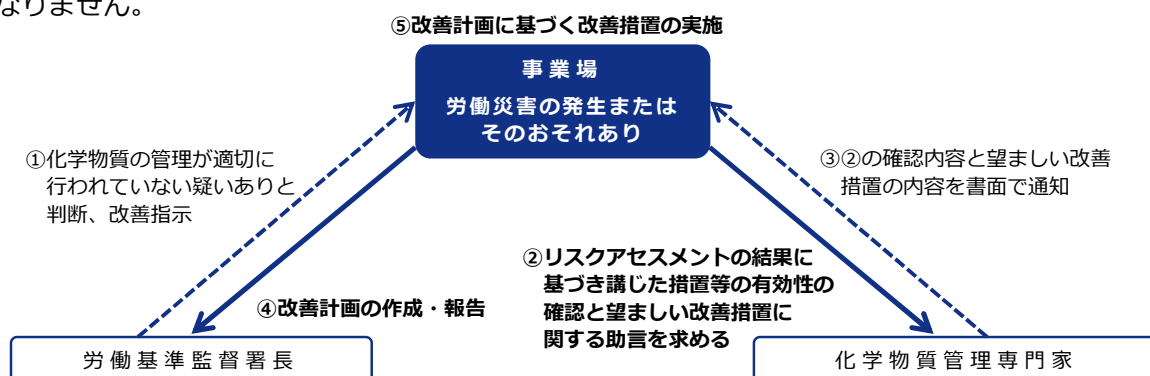 なりません。
⑤改善計画に基づく改善措置の実施
事業場
労働災害の発生または
そのおそれあり
①化学物質の管理が適切に
行われていない疑いありと
判断、改善指示
③②の確認内容と望ましい改善
措置の内容を書面で通知
②リスクアセスメントの結果に
基づき講じた措置等の有効性の
確認と望ましい改善措置に
関する助言を求める
④改善計画の作成・報告
労働基準監督署長
化学物質管理専門家